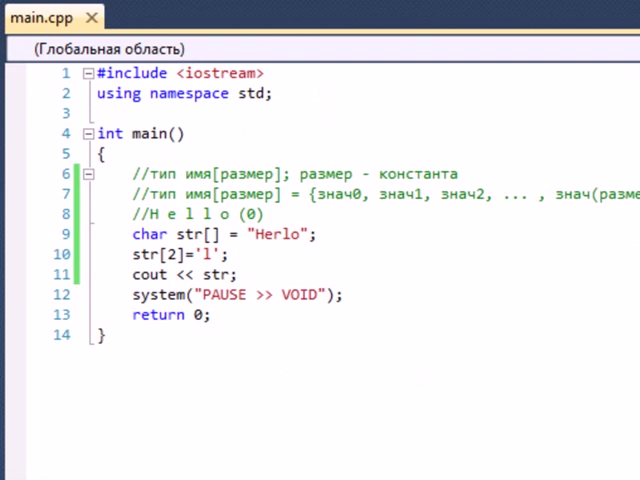 main.cpp
(Глобальная область)
1 #include <iostream>
2 using namespace std;
3
4 int main()
5 {
6 //тип имя[размер]; размер - константа
7 //тип имя[размер] = {знач0, знач1, знач2, ... , знач(разме
8 //H e l l o (0)
9 char str[] = "Herlo";
10 str[2]='l';
11 cout << str;
12 system("PAUSE >> VOID");
13 return 0;
14 }